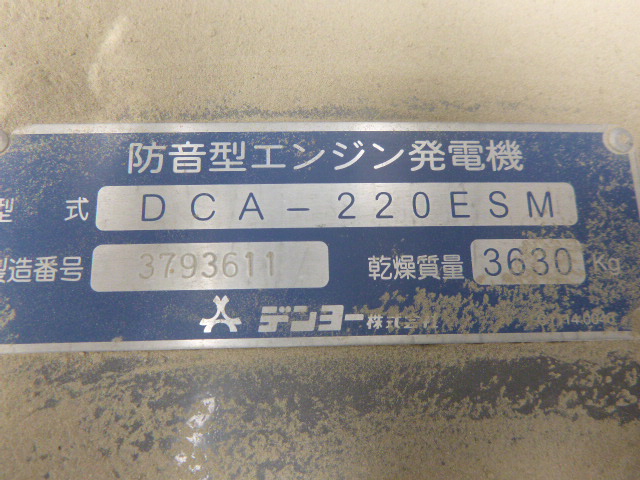 防音型エンジン発電機
型 式 DCA-220ESM
製造番号 3793611 乾燥質量 3630 Kg
デンヨー株式会社